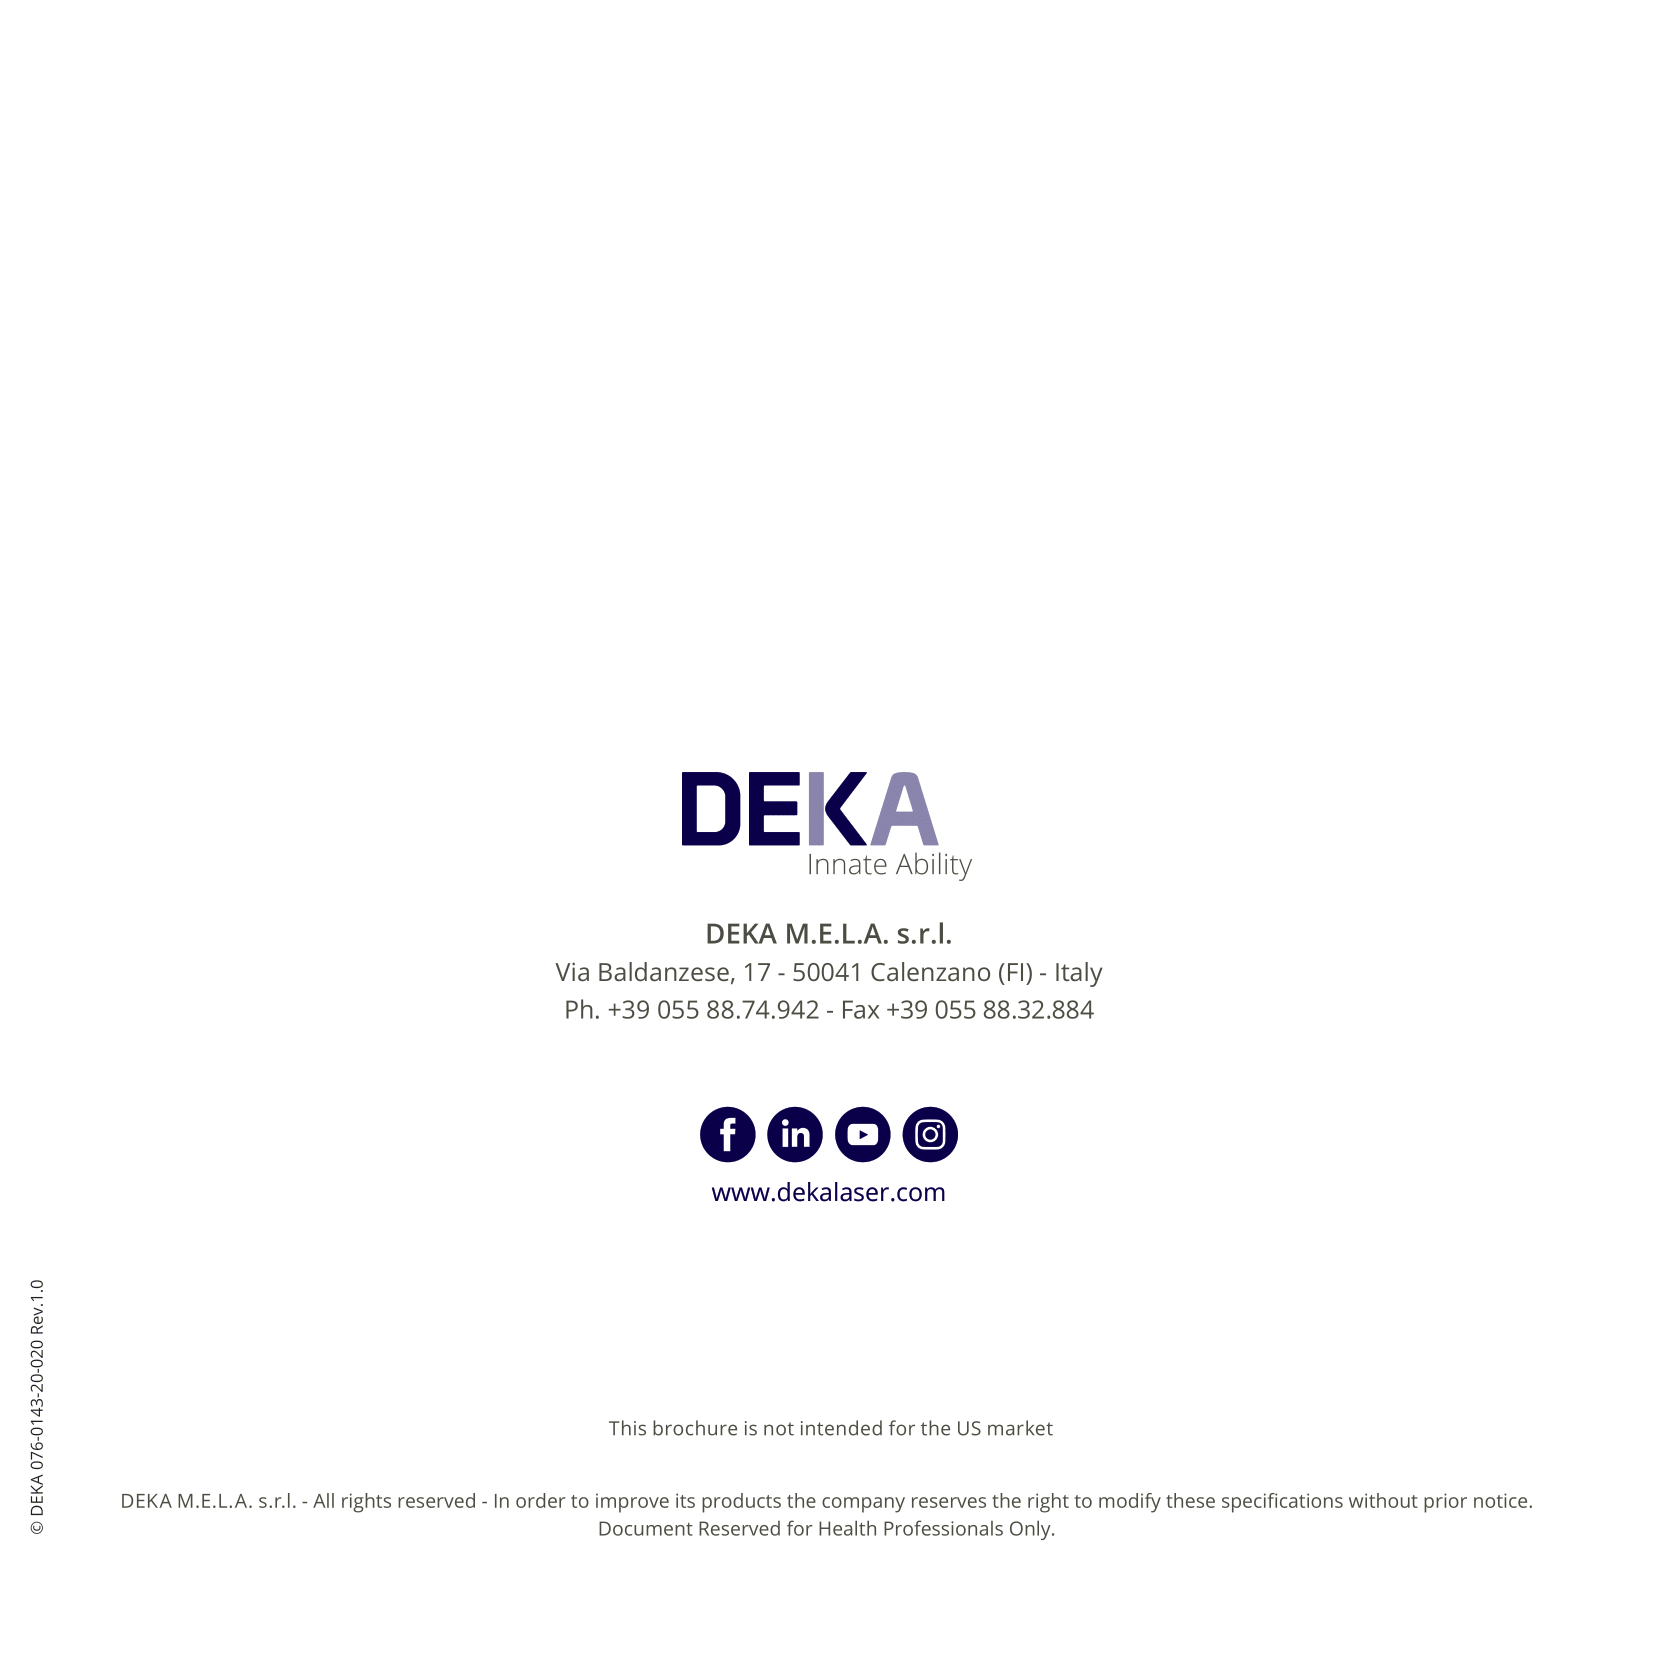 DEKA
Innate Ability
DEKA M.E.L.A. s.r.l.
Via Baldanzese, 17 - 50041 Calenzano (FI) - Italy
Ph. +39 055 88.74.942 - Fax +39 055 88.32.884
www.dekalaser.com
© DEKA 076-0143-20-020 Rev.1.0
This brochure is not intended for the US market
DEKA M.E.L.A. s.r.l. - All rights reserved - In order to improve its products the company reserves the right to modify these specifications without prior notice.
Document Reserved for Health Professionals Only.